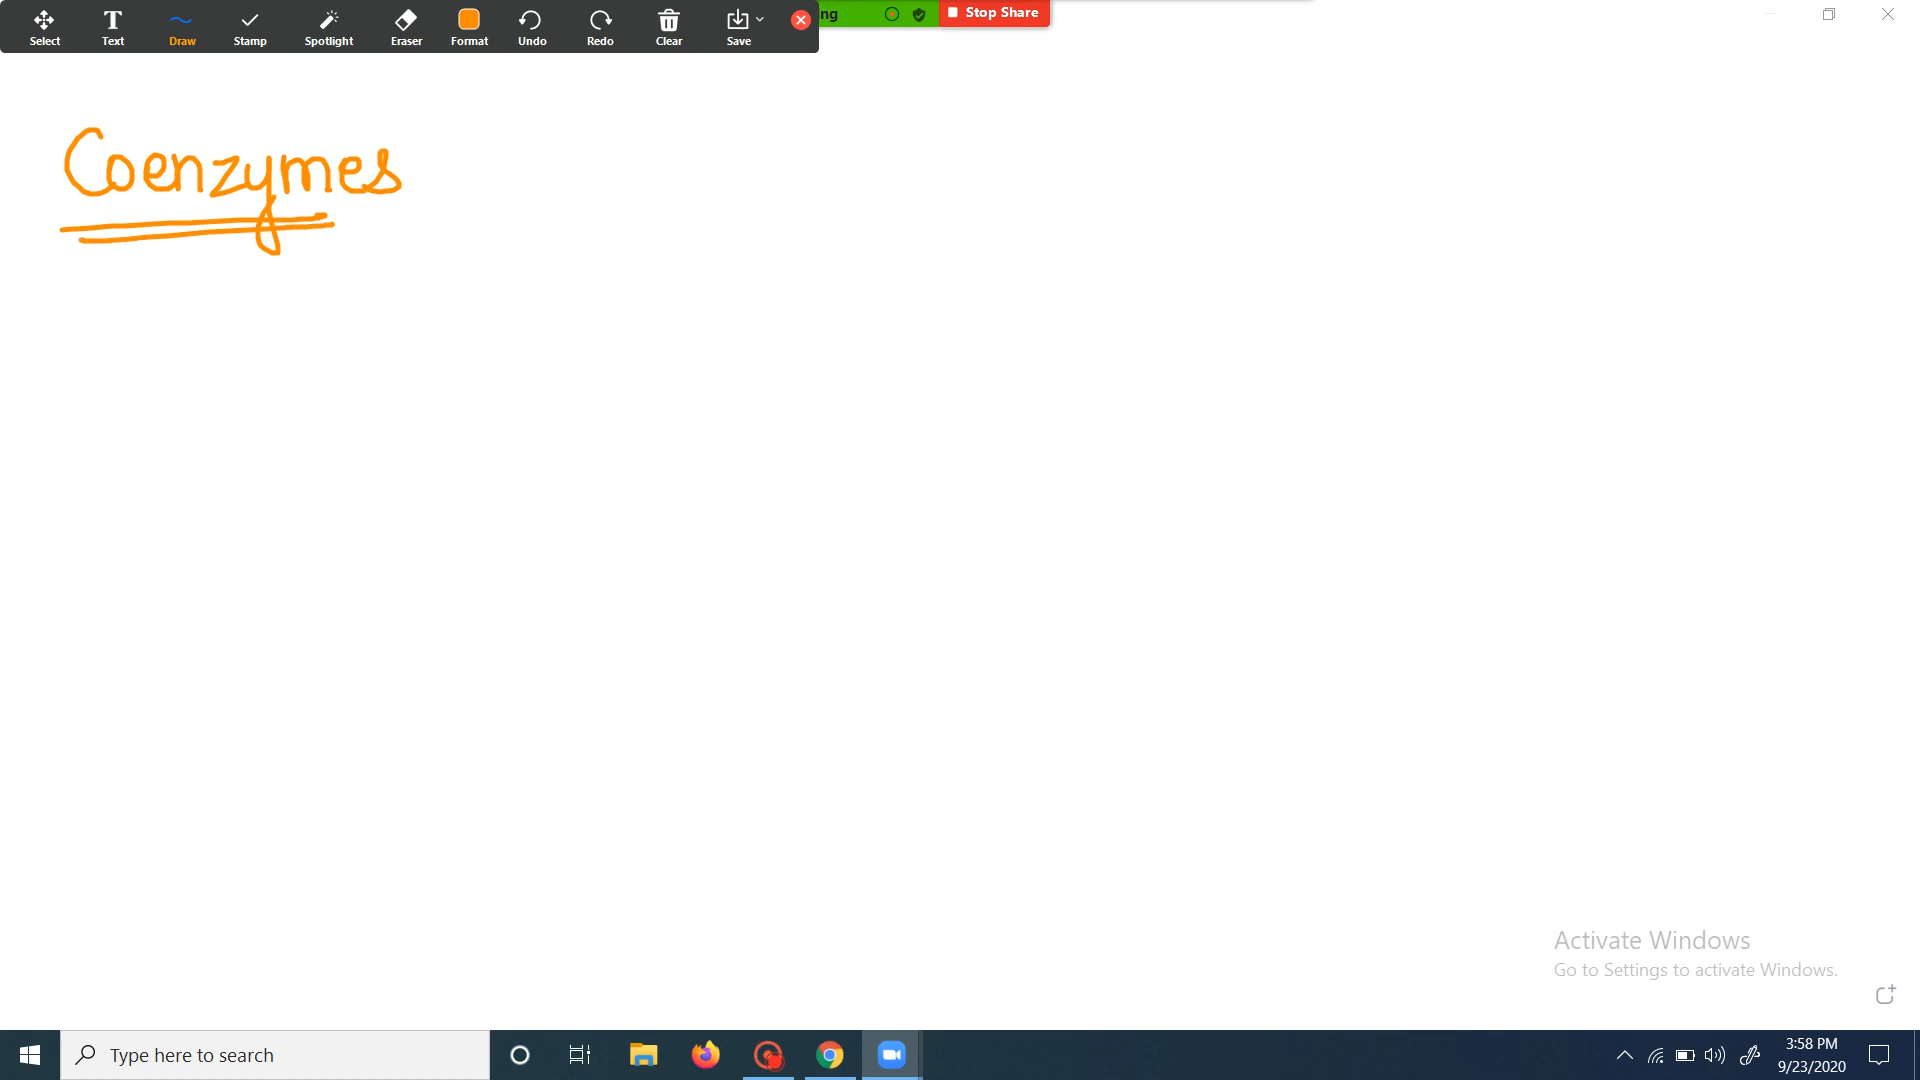 Select Text Draw Stamp Spotlight Eraser Format Undo Redo Clear Save
ng Stop Share
Coenzymes
Activate Windows
Go to Settings to activate Windows.
Type here to search
3:58 PM
9/23/2020